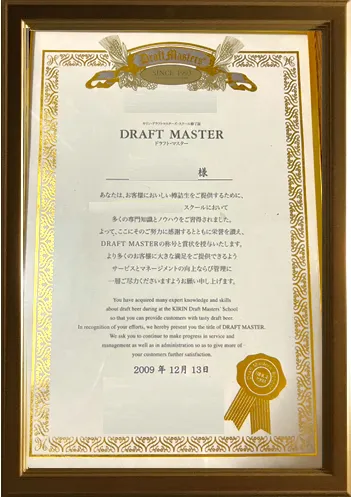 Draft Masters'
SINCE 1995
DRAFT MASTER
ドラフト・マスター
様
あなたは、お客様においしい樽詰生をご提供するために、
スクールにおいて
多くの専門知識とノウハウをご習得されました。
よって、ここにそのご努力に感謝するとともに栄誉を讃え、
DRAFT MASTERの称号と賞状を授与いたします。
より多くのお客様に大きな満足をご提供できるよう
サービスとマネージメントの向上ならび管理に
一層ご尽力くださいますようお願い申し上げます。
You have acquired many expert knowledge and skills
about draft beer during at the KIRIN Draft Masters' School
so that you can provide customers with tasty draft beer.
In recognition of your efforts, we hereby present you the title of DRAFT MASTER.
We ask you to continue to make progress in service and
management as well as in administration so as to give more of
your customers further satisfaction.
2009 年 12 月 13日